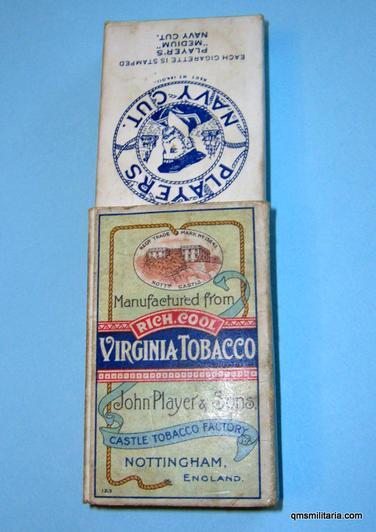 EACH CIGARETTE IS STAMPED
PLAYER'S
"MEDIUM"
NAVY CUT.
PLAYER'S
NAVY CUT.
NOTTM CASTLE
Manufactured from
RICH, COOL
VIRGINIA TOBACCO
John Player & Sons.
CASTLE TOBACCO FACTORY,
NOTTINGHAM,
ENGLAND.
qmsmilitaria.com